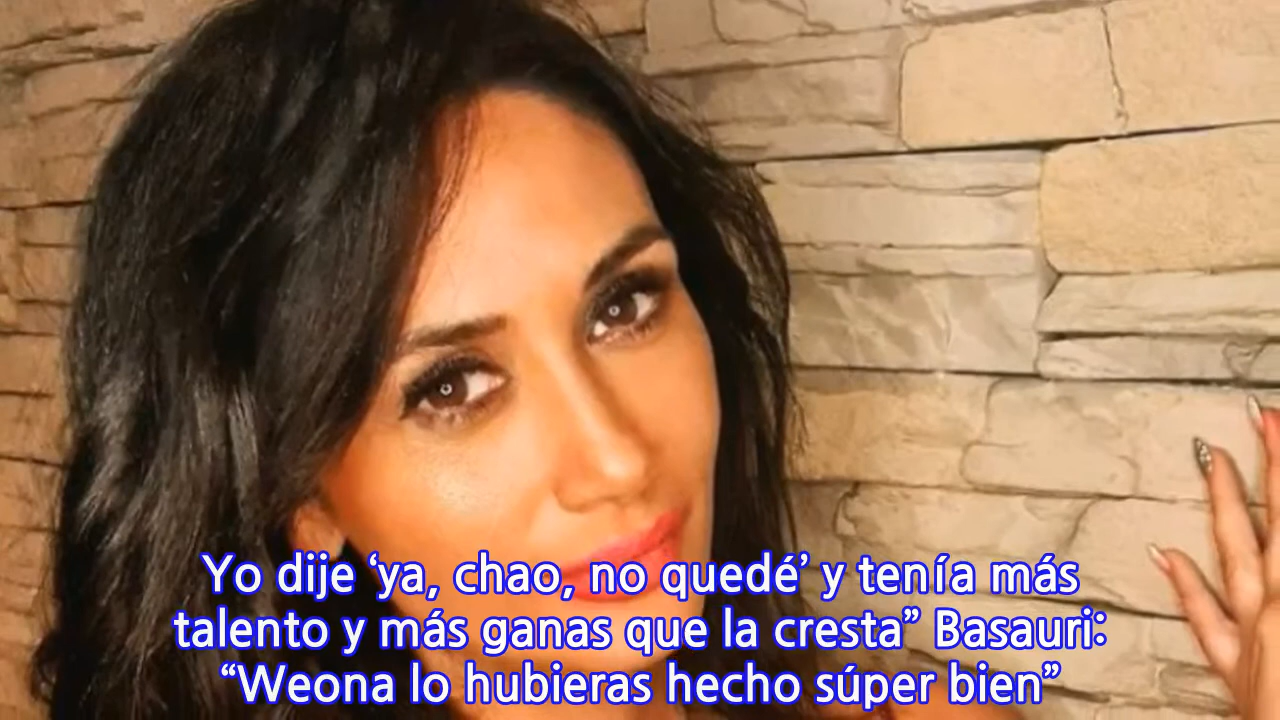 Yo dije ‘ya, chao, no quedé’ y tenía más
talento y más ganas que la cresta” Basauri:
“Weona lo hubieras hecho súper bien”